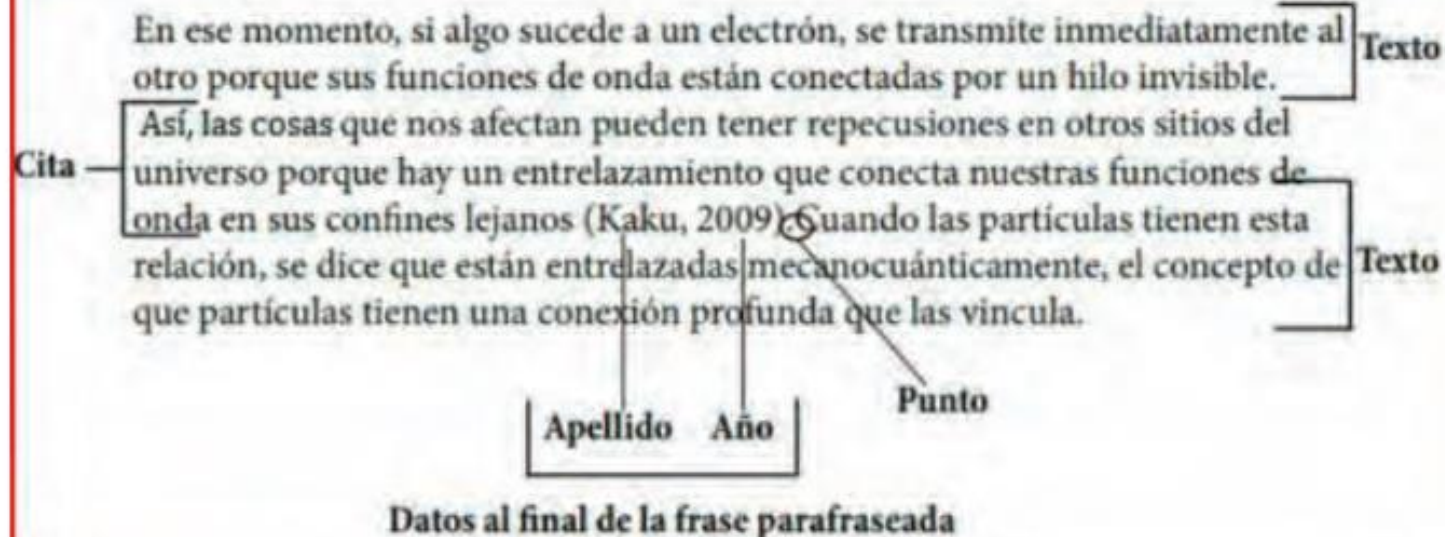 En ese momento, si algo sucede a un electrón, se transmite inmediatamente al
otro porque sus funciones de onda están conectadas por un hilo invisible.
Texto
Así, las cosas que nos afectan pueden tener repecusiones en otros sitios del
universo porque hay un entrelazamiento que conecta nuestras funciones de
onda en sus confines lejanos (Kaku, 2009). Cuando las partículas tienen esta
relación, se dice que están entrelazadas mecanocuánticamente, el concepto de
que partículas tienen una conexión profunda que las vincula.
Cita
Texto
Apellido Año
Punto
Datos al final de la frase parafraseada